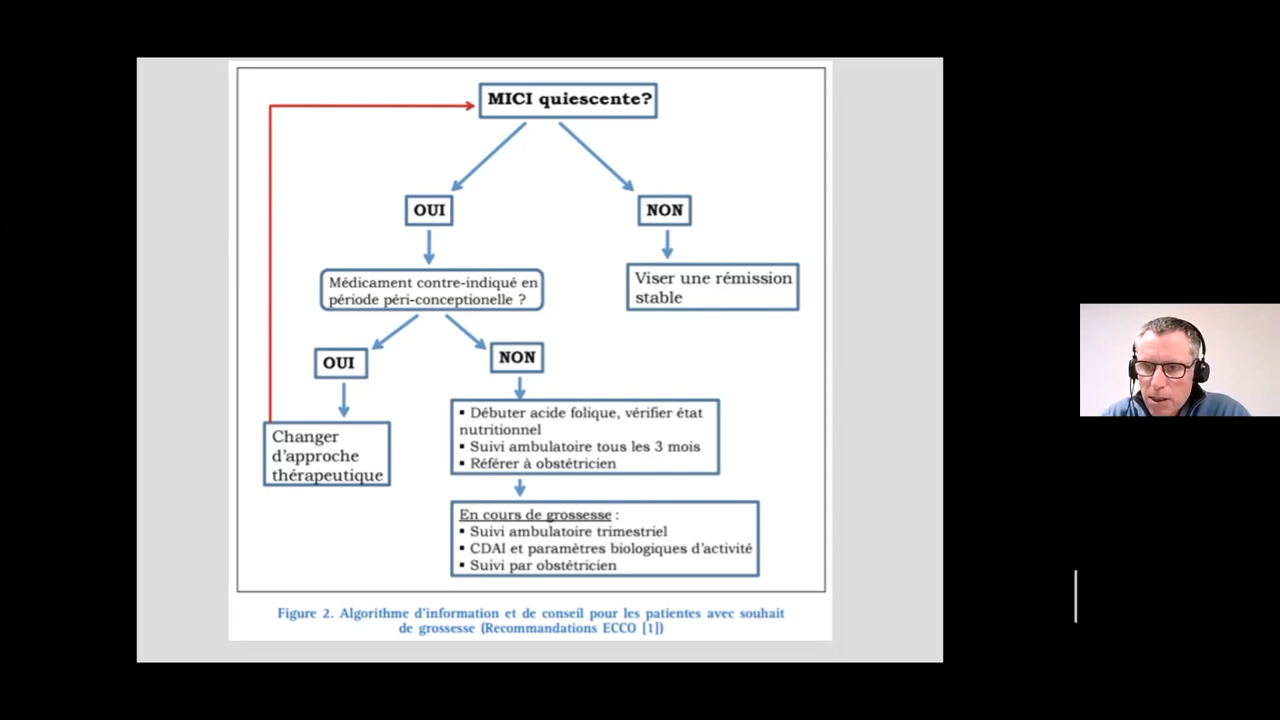 MICI quiescente?
OUI
NON
Médicament contre-indiqué en
période péri-conceptionelle ?
Viser une rémission
stable
OUI
NON
Changer
d'approche
thérapeutique
▪ Débuter acide folique, vérifier état
nutritionnel
▪ Suivi ambulatoire tous les 3 mois
▪ Référer à obstétricien
En cours de grossesse :
▪ Suivi ambulatoire trimestriel
▪ CDAI et paramètres biologiques d'activité
▪ Suivi par obstétricien
Figure 2. Algorithme d'information et de conseil pour les patientes avec souhait
de grossesse (Recommandations ECCO [1])